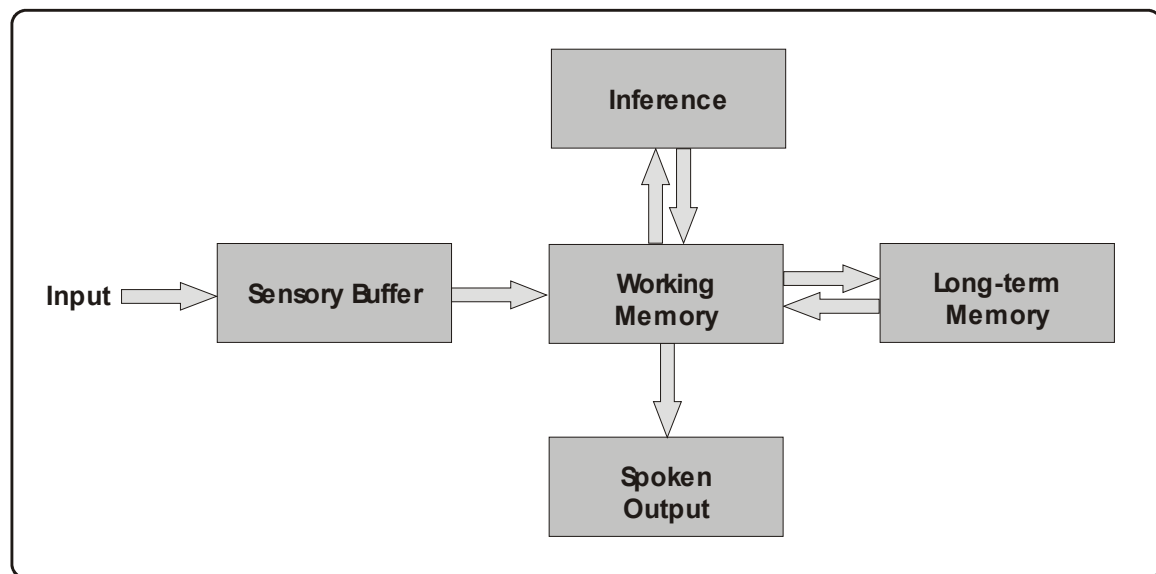 Inference
Input
Sensory Buffer
Working
Memory
Long-term
Memory
Spoken
Output